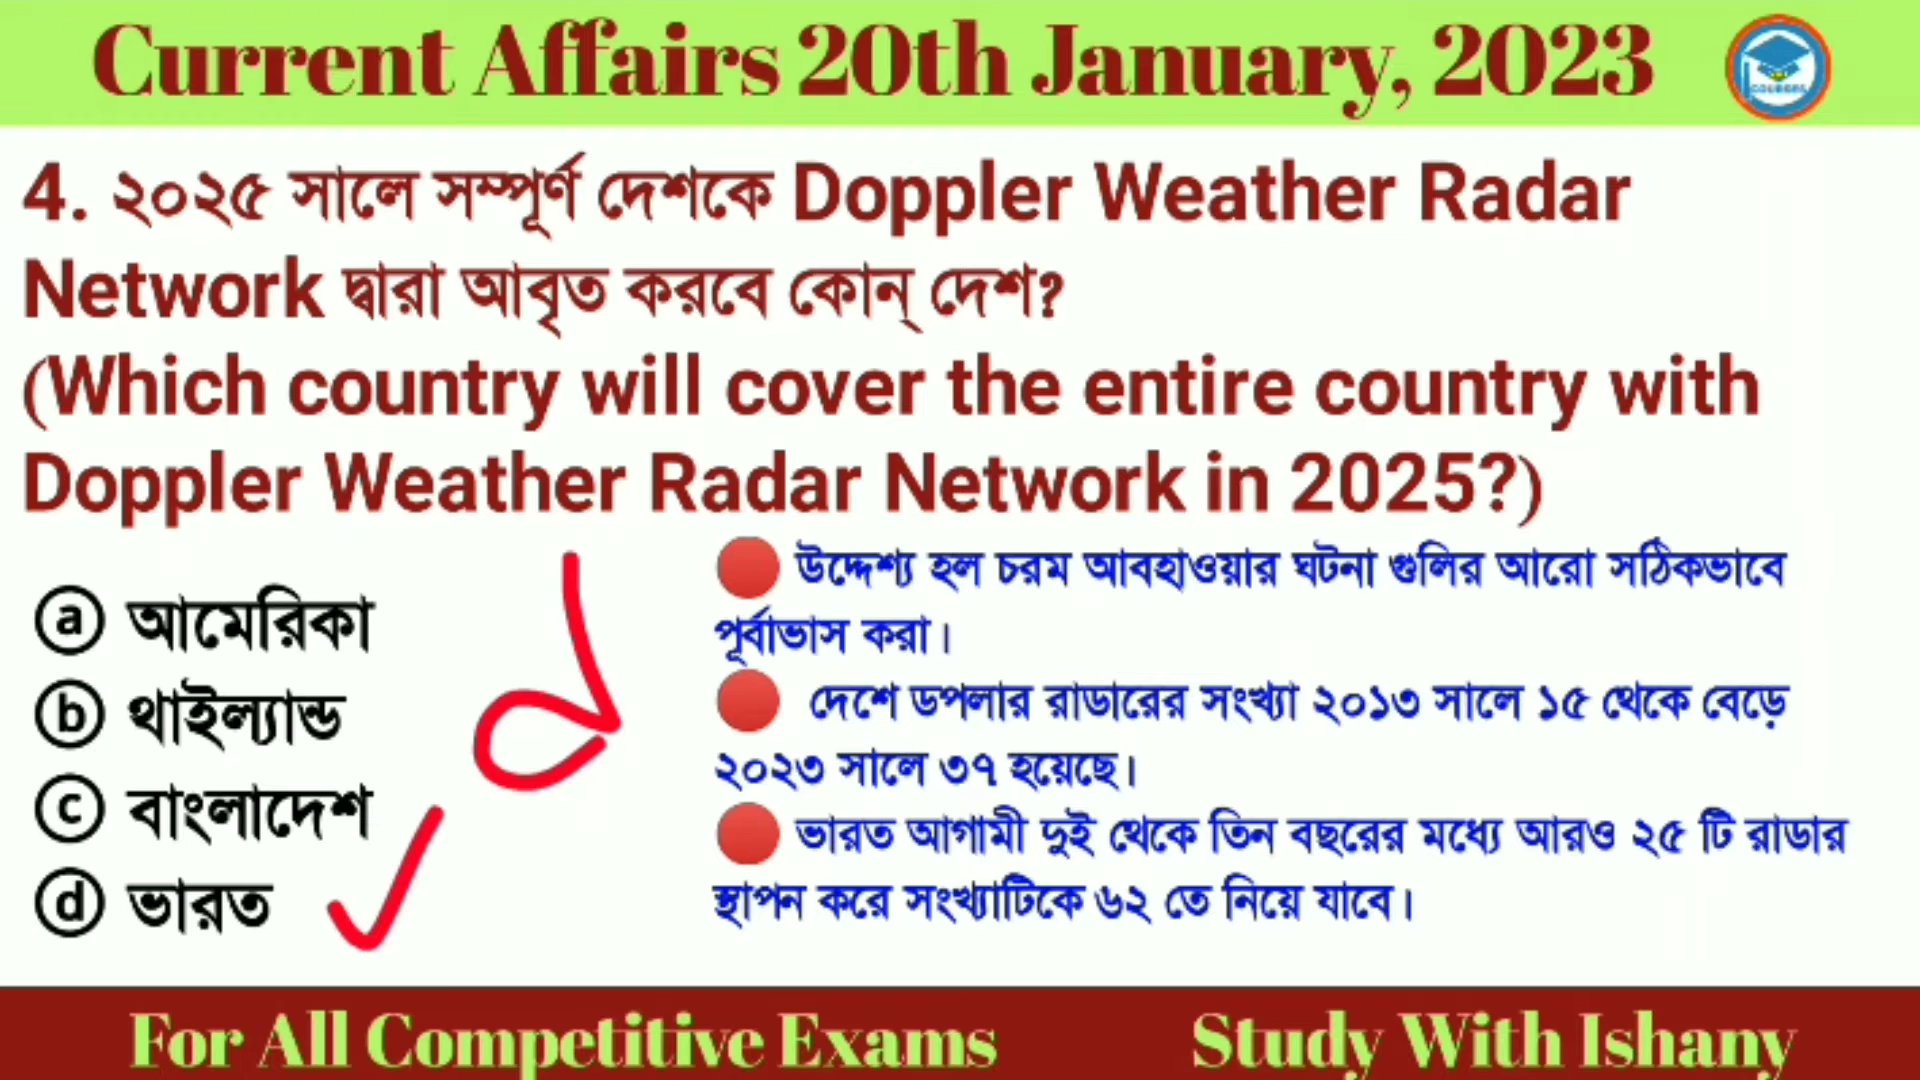 Current Affairs 20th January, 2023
COURSES
4. ২০২৫ সালে সম্পূর্ণ দেশকে Doppler Weather Radar
Network দ্বারা আবৃত করবে কোন্ দেশ?
(Which country will cover the entire country with
Doppler Weather Radar Network in 2025?)
ⓐ আমেরিকা
ⓑ থাইল্যান্ড
ⓒ বাংলাদেশ
ⓓ ভারত
d
🔴 উদ্দেশ্য হল চরম আবহাওয়ার ঘটনা গুলির আরো সঠিকভাবে
পূর্বাভাস করা।
🔴 দেশে ডপলার রাডারের সংখ্যা ২০১৩ সালে ১৫ থেকে বেড়ে
২০২৩ সালে ৩৭ হয়েছে।
🔴 ভারত আগামী দুই থেকে তিন বছরের মধ্যে আরও ২৫ টি রাডার
স্থাপন করে সংখ্যাটিকে ৬২ তে নিয়ে যাবে।
For All Competitive Exams
Study With Ishany